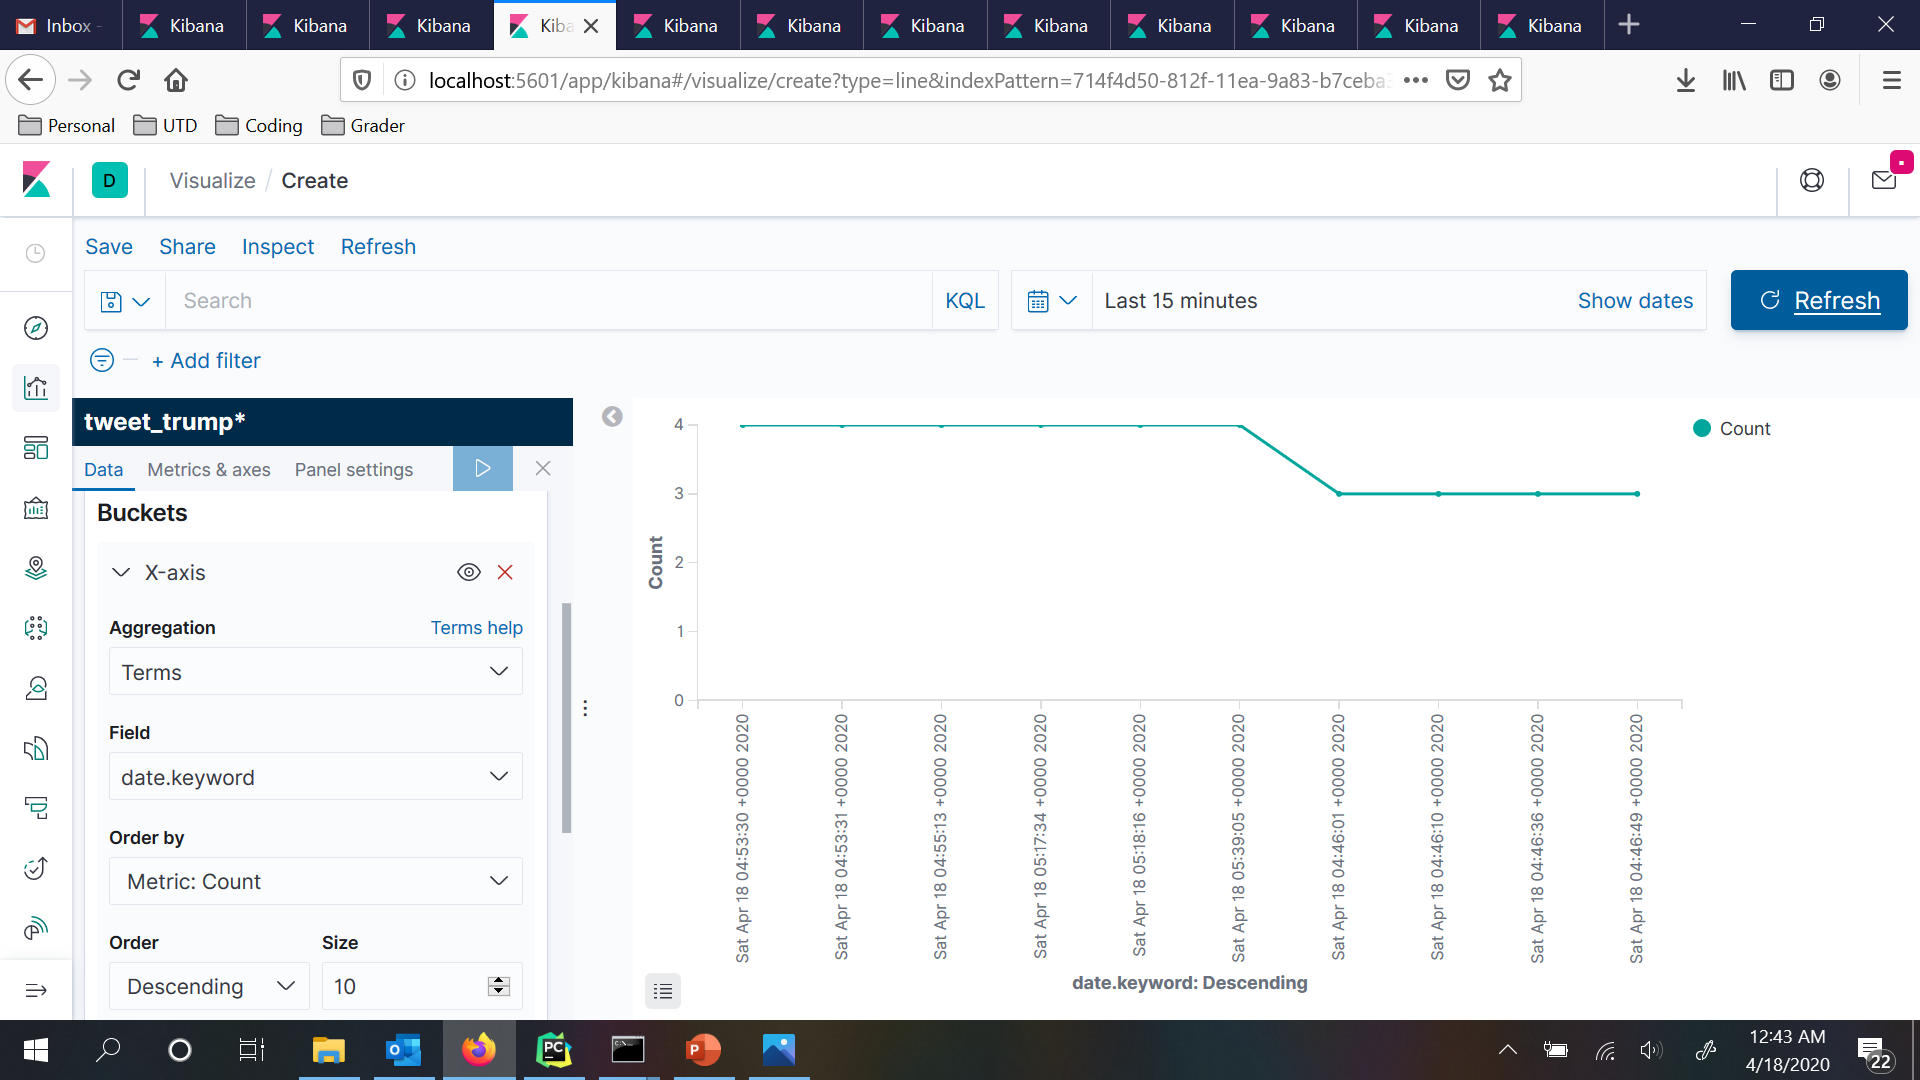 Inbox -
Kibana
Kibana
Kibana
Kiba
Kibana
Kibana
Kibana
Kibana
Kibana
Kibana
Kibana
Kibana
localhost:5601/app/kibana#/visualize/create?type=line&indexPattern=714f4d50-812f-11ea-9a83-b7ceba
Personal
UTD
Coding
Grader
D
Visualize / Create
Save
Share
Inspect
Refresh
Search
KQL
Last 15 minutes
Show dates
Refresh
+ Add filter
tweet_trump*
Data
Metrics & axes
Panel settings
Buckets
X-axis
Aggregation
Terms help
Terms
Field
date.keyword
Order by
Metric: Count
Order
Size
Descending
10
4
3
2
1
0
Count
Count
Sat Apr 18 04:53:30 +0000 2020
Sat Apr 18 04:53:31 +0000 2020
Sat Apr 18 04:55:13 +0000 2020
Sat Apr 18 05:17:34 +0000 2020
Sat Apr 18 05:18:16 +0000 2020
Sat Apr 18 05:39:05 +0000 2020
Sat Apr 18 04:46:01 +0000 2020
Sat Apr 18 04:46:10 +0000 2020
Sat Apr 18 04:46:36 +0000 2020
Sat Apr 18 04:46:49 +0000 2020
date.keyword: Descending
PC
P
12:43 AM
4/18/2020
22